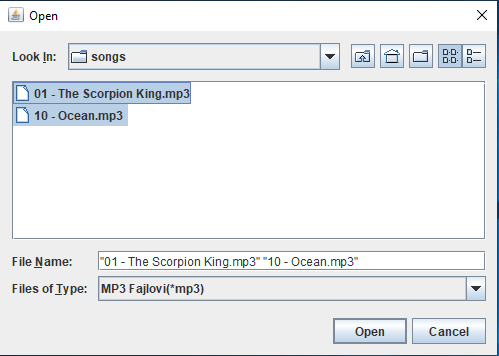 Open
Look In: songs
01 - The Scorpion King.mp3
10 - Ocean.mp3
File Name: "01 - The Scorpion King.mp3" "10 - Ocean.mp3"
Files of Type: MP3 Fajlovi(*mp3)
Open Cancel